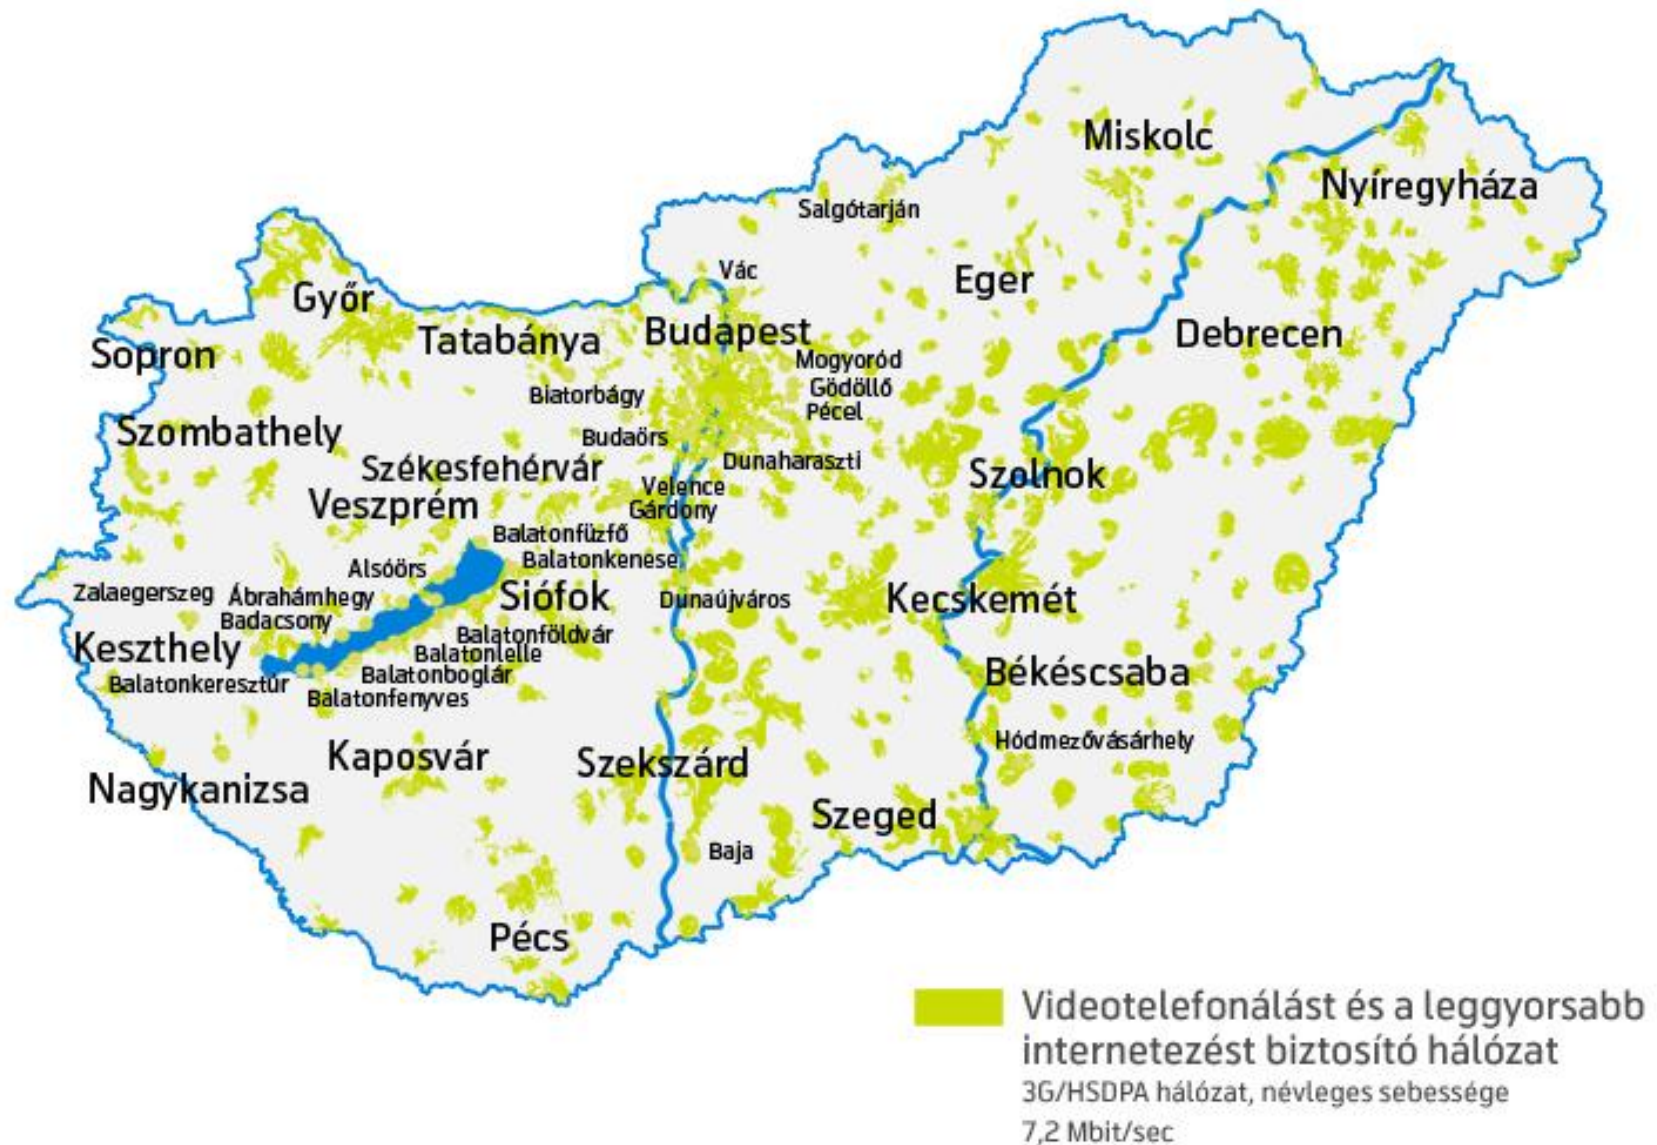 Miskolc
Nyíregyháza
Salgótarján
Vác
Eger
Győr
Budapest
Debrecen
Tatabánya
Sopron
Mogyoród
Gödöllő
Biatorbágy
Pécel
Szombathely
Budaörs
Dunaharaszti
Székesfehérvár
Szolnok
Velence
Veszprém
Gárdony
Balatonfüzfő
Balatonkenese
Alsóörs
Zalaegerszeg
Ábrahámhegy
Siófok
Dunaújváros
Kecskemét
Badacsony
Balatonföldvár
Keszthely
Balatonlelle
Békéscsaba
Balatonboglár
Balatonkeresztúr
Balatonfenyves
Hódmezővásárhely
Kaposvár
Szekszárd
Nagykanizsa
Szeged
Baja
Pécs
Videotelefonálást és a leggyorsabb
internetezést biztosító hálózat
3G/HSDPA hálózat, névleges sebessége
7,2 Mbit/sec